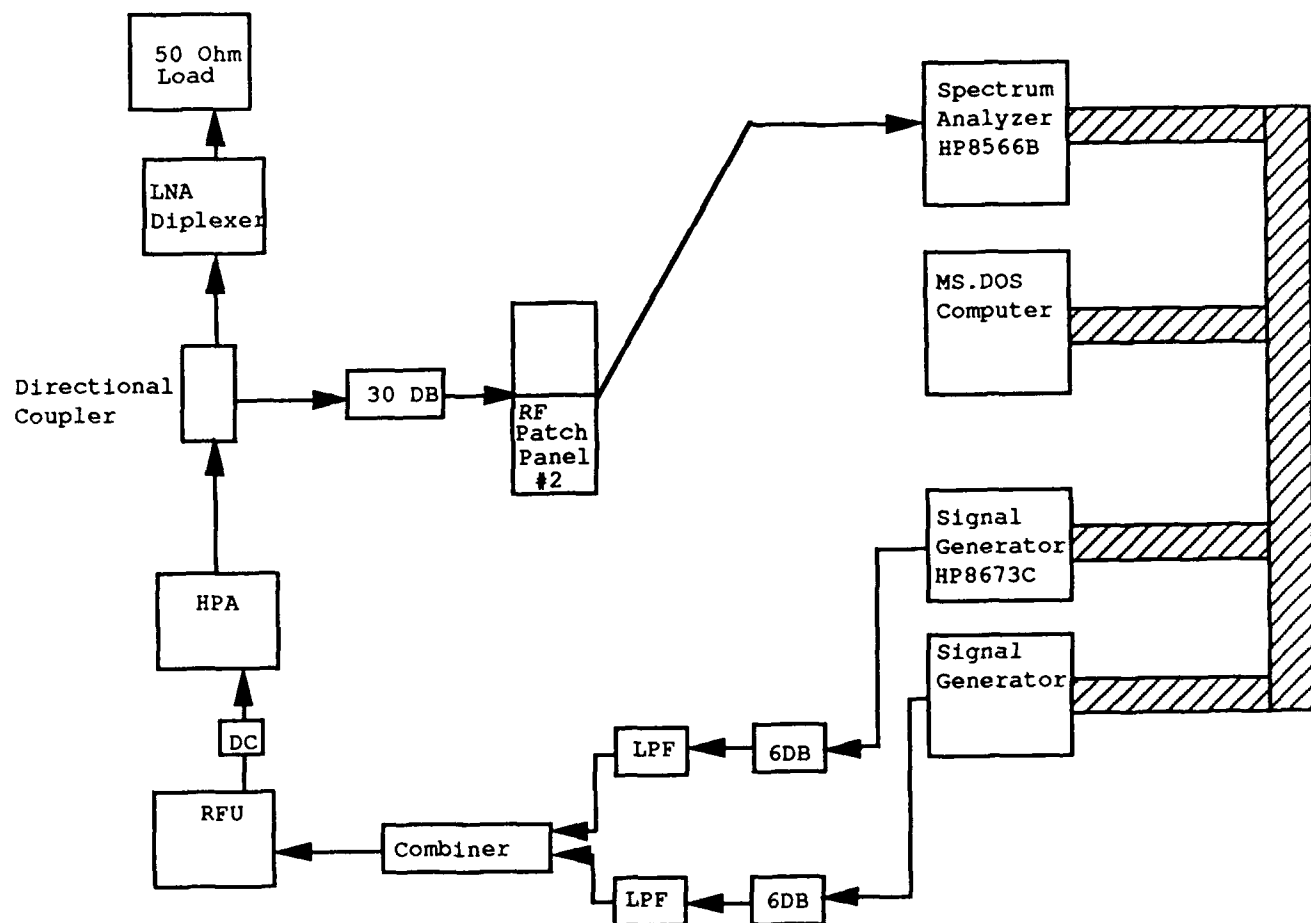 50 Ohm
Load
LNA
Diplexer
Directional
Coupler
30 DB
RF
Patch
Panel
#2
Spectrum
Analyzer
HP8566B
MS.DOS
Computer
Signal
Generator
HP8673C
Signal
Generator
HPA
DC
RFU
Combiner
LPF
6DB
LPF
6DB